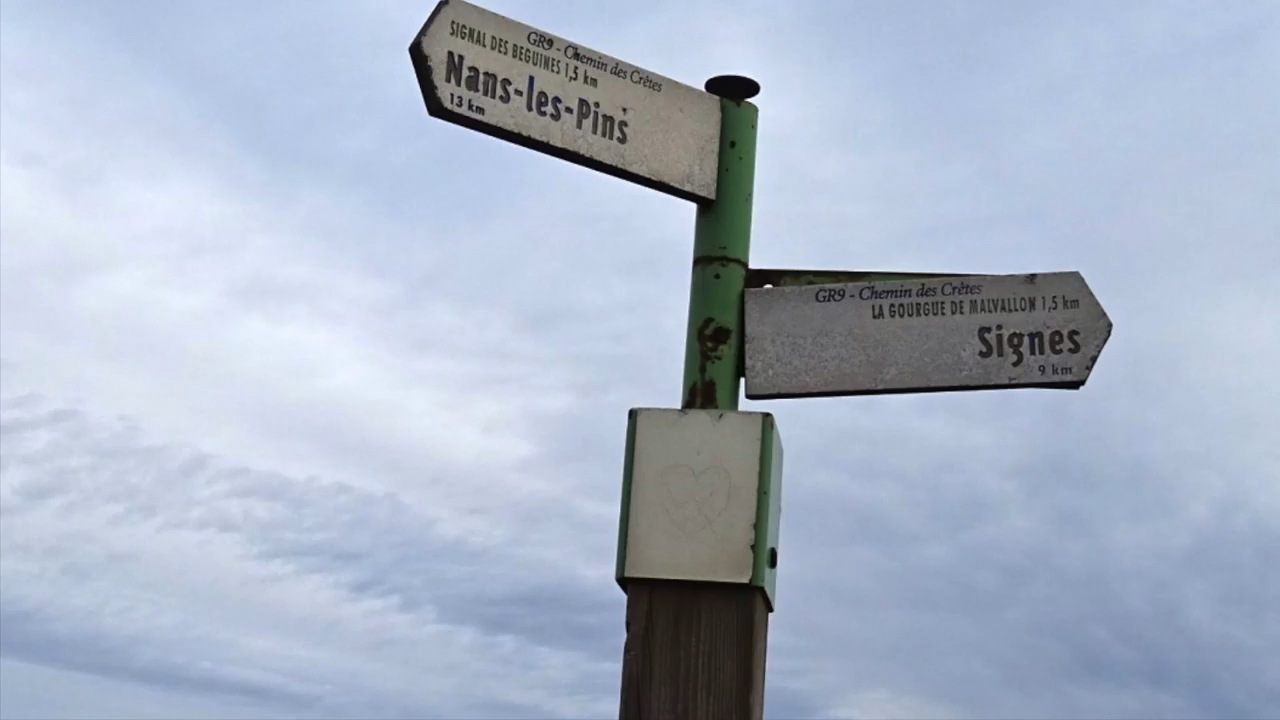 GR9 - Chemin des Crêtes
SIGNAL DES BEGUINES 1,5 km
Nans-les-Pins
13 km
GR9 - Chemin des Crêtes
LA GOURGUE DE MALVALLON 1,5 km
Signes
9 km